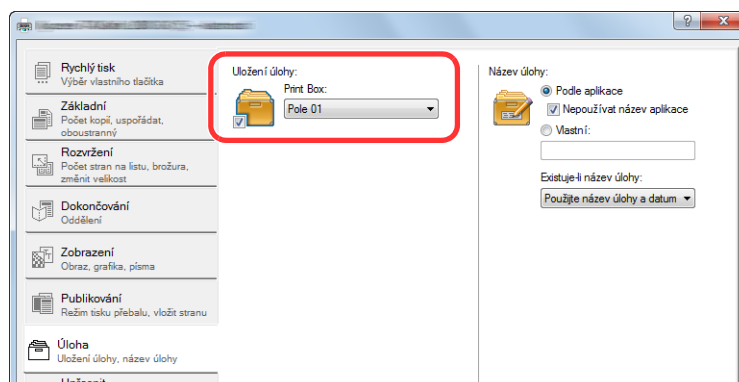 Rychlý tisk
Výběr vlastního tlačítka
Základní
Počet kopií, uspořádat,
oboustranný
Rozvržení
Počet stran na listu, brožura,
změnit velikost
Dokončování
Oddělení
Zobrazení
Obraz, grafika, písma
Publikování
Režim tisku přebalu, vložit stranu
Úloha
Uložení úlohy, název úlohy
Uložení úlohy:
Print Box:
Pole 01
Název úlohy:
Podle aplikace
Nepoužívat název aplikace
Vlastní:
Existuje-li název úlohy:
Použijte název úlohy a datum